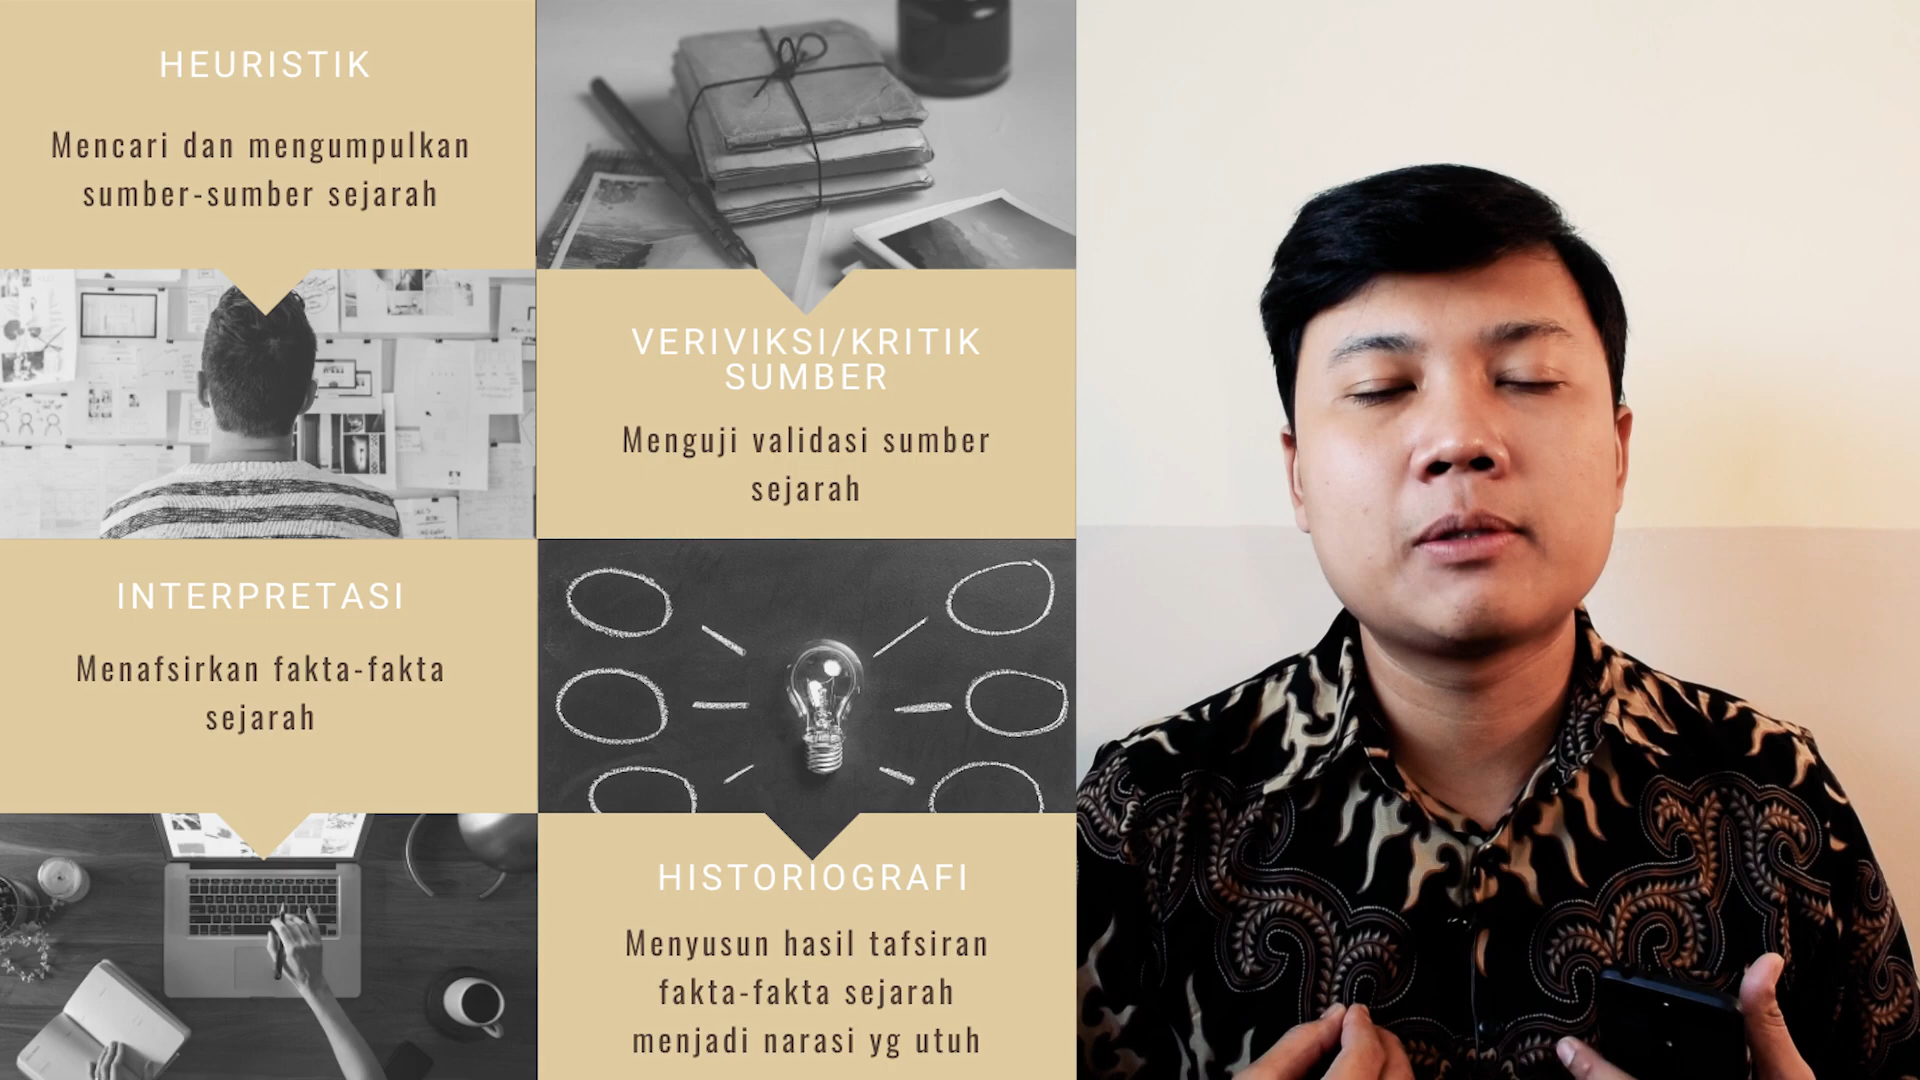 HEURISTIK
Mencari dan mengumpulkan
sumber-sumber sejarah
VERIVIKSI/KRITIK
SUMBER
Menguji validasi sumber
sejarah
INTERPRETASI
Menafsirkan fakta-fakta
sejarah
HISTORIOGRAFI
Menyusun hasil tafsiran
fakta-fakta sejarah
menjadi narasi yg utuh